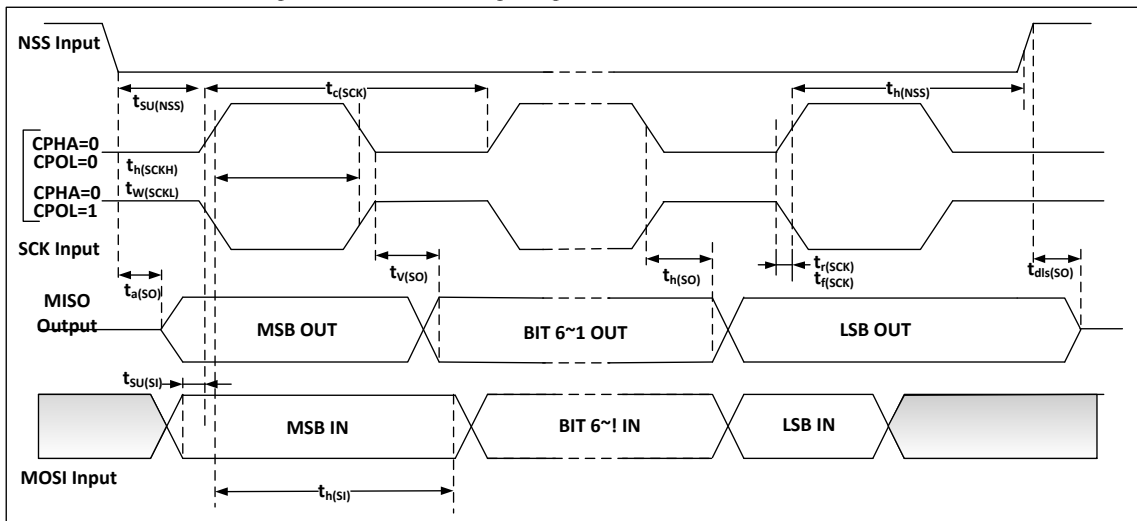 NSS Input
tSU(NSS)
tc(SCK)
th(NSS)
CPHA=0
CPOL=0
th(SCKH)
CPHA=0
tW(SCKL)
CPOL=1
SCK Input
ta(SO)
tV(SO)
th(SO)
tr(SCK)
tf(SCK)
tdls(SO)
MISO
Output
MSB OUT
BIT 6~1 OUT
LSB OUT
tSU(SI)
MSB IN
BIT 6~! IN
LSB IN
MOSI Input
th(SI)